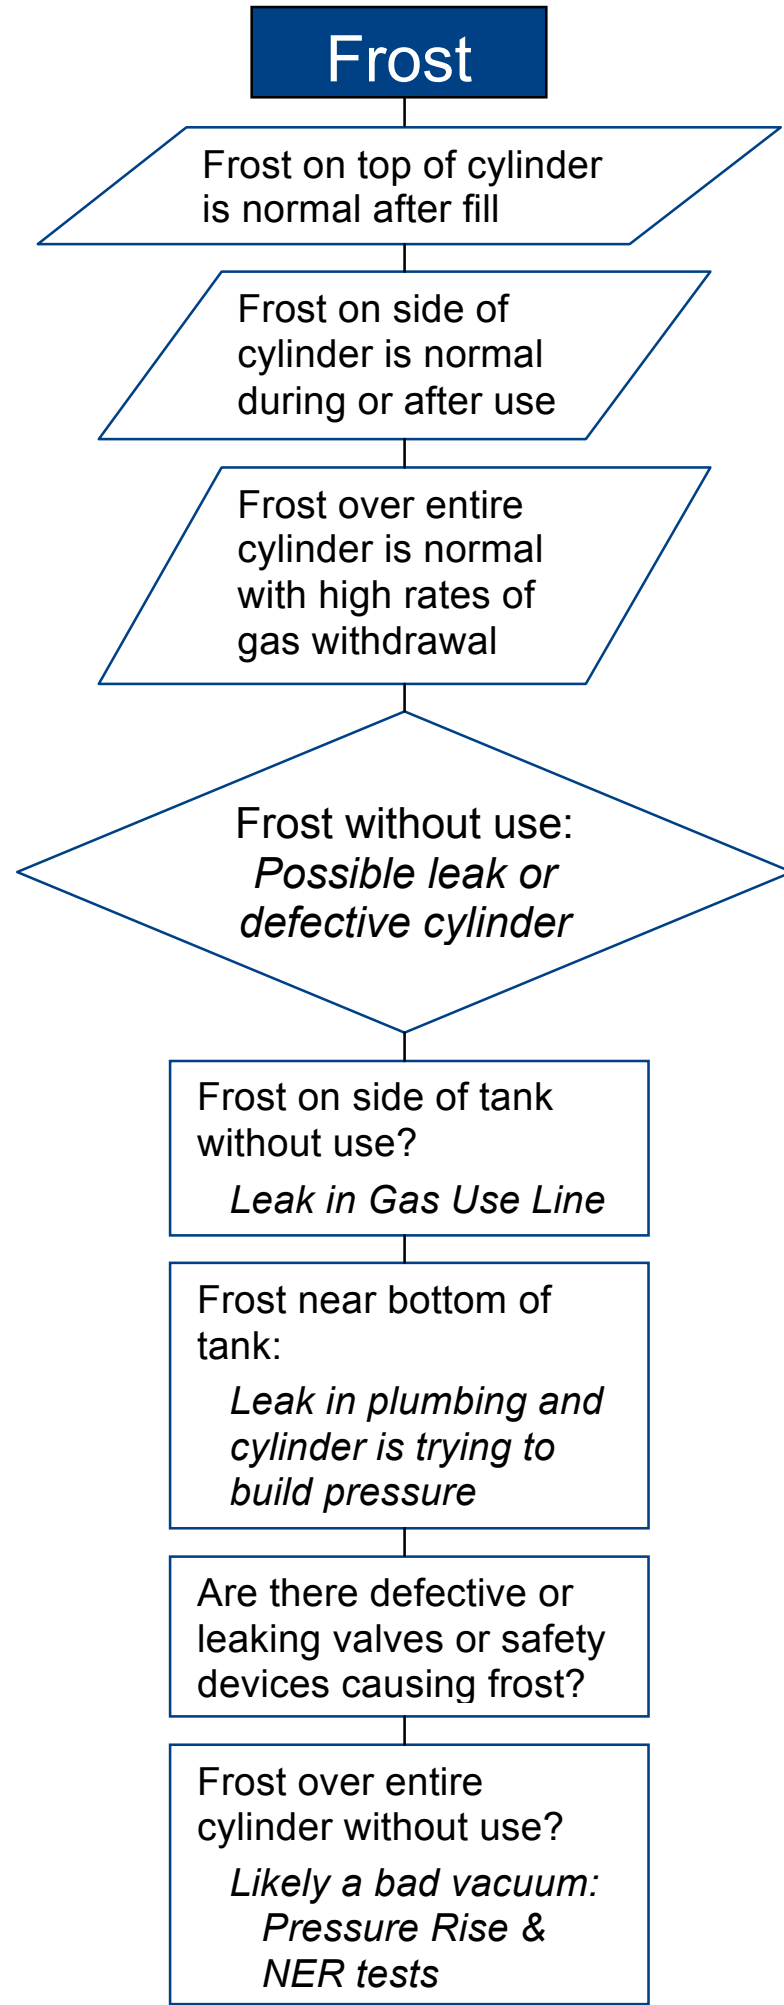 Frost
Frost on top of cylinder
is normal after fill
Frost on side of
cylinder is normal
during or after use
Frost over entire
cylinder is normal
with high rates of
gas withdrawal
Frost without use:
Possible leak or
defective cylinder
Frost on side of tank
without use?
Leak in Gas Use Line
Frost near bottom of
tank:
Leak in plumbing and
cylinder is trying to
build pressure
Are there defective or
leaking valves or safety
devices causing frost?
Frost over entire
cylinder without use?
Likely a bad vacuum:
Pressure Rise &
NER tests